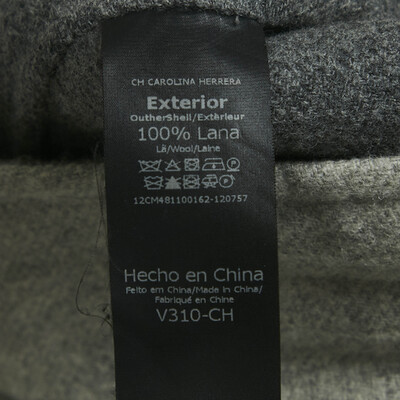 CH CAROLINA HERRERA
Exterior
OutherShell/Extérieur
100% Lana
Lã/Wool/Laine
12CM481100162-120757
Hecho en China
Feito em China/Made in China/
Fabriqué en Chine
V310-CH